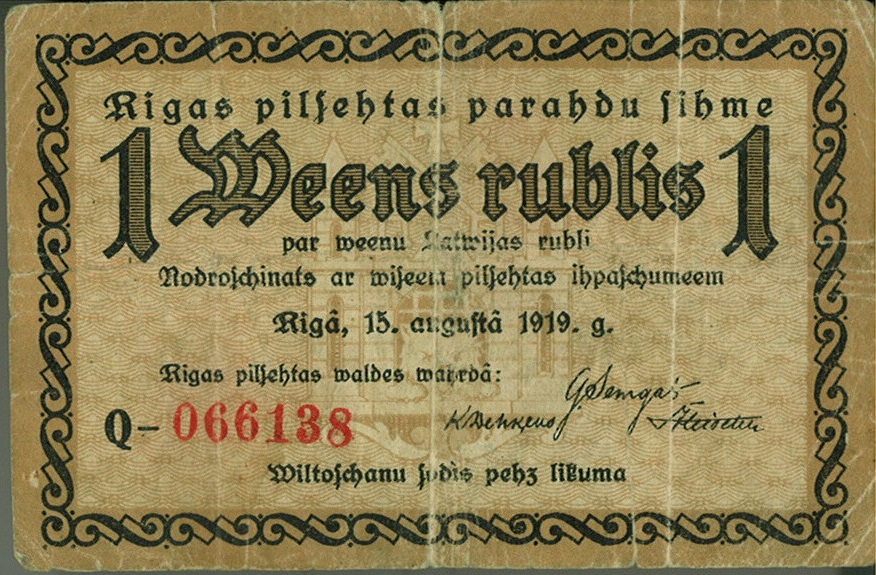 Rigas pilſehtas parahdu ſihme
1 Weens rublis 1
par weenu Latwijas rubli
Nodroſchinats ar wiſeem pilſehtas ihpaſchumeem
Rigâ, 15. auguſtâ 1919. g.
Rigas pilſehtas waldes wahrdâ:
Q-066138
Wiltoſchanu ſodis pehz likuma